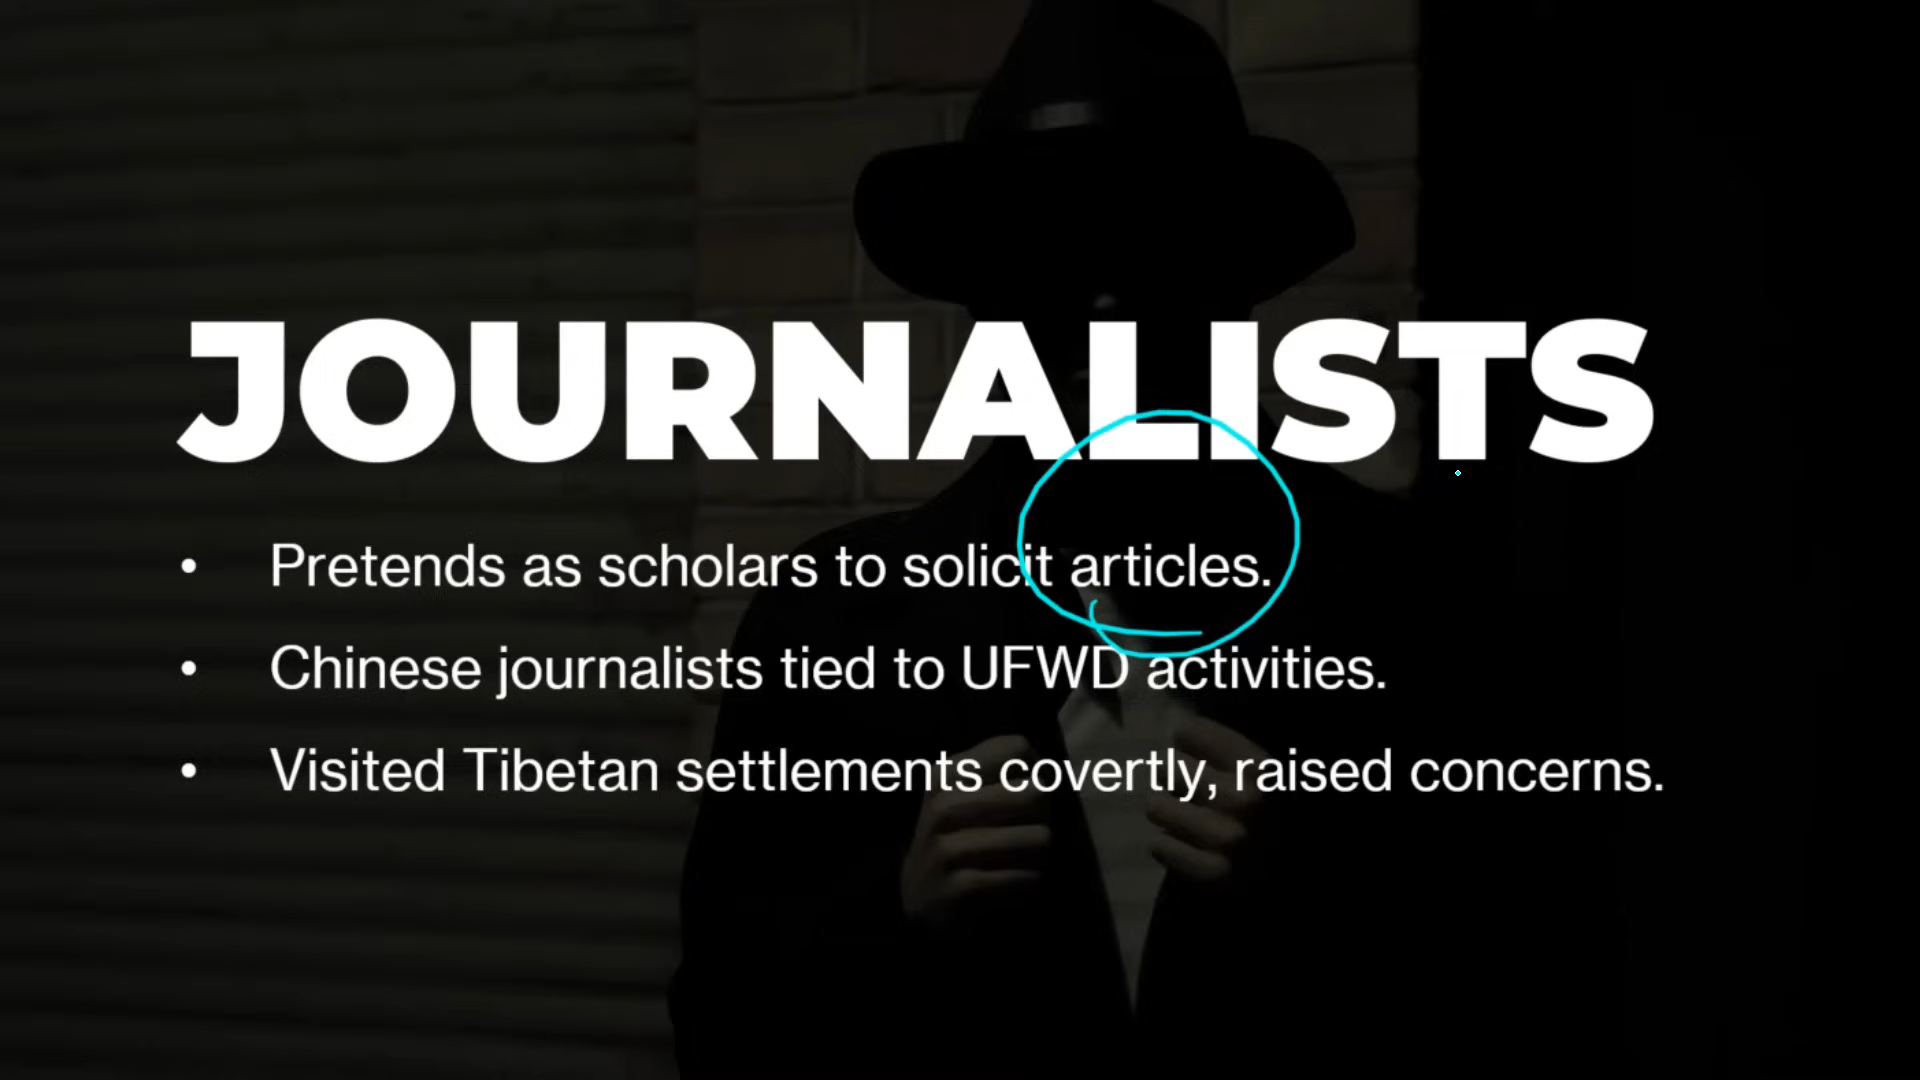 JOURNALISTS
• Pretends as scholars to solicit articles.
• Chinese journalists tied to UFWD activities.
• Visited Tibetan settlements covertly, raised concerns.